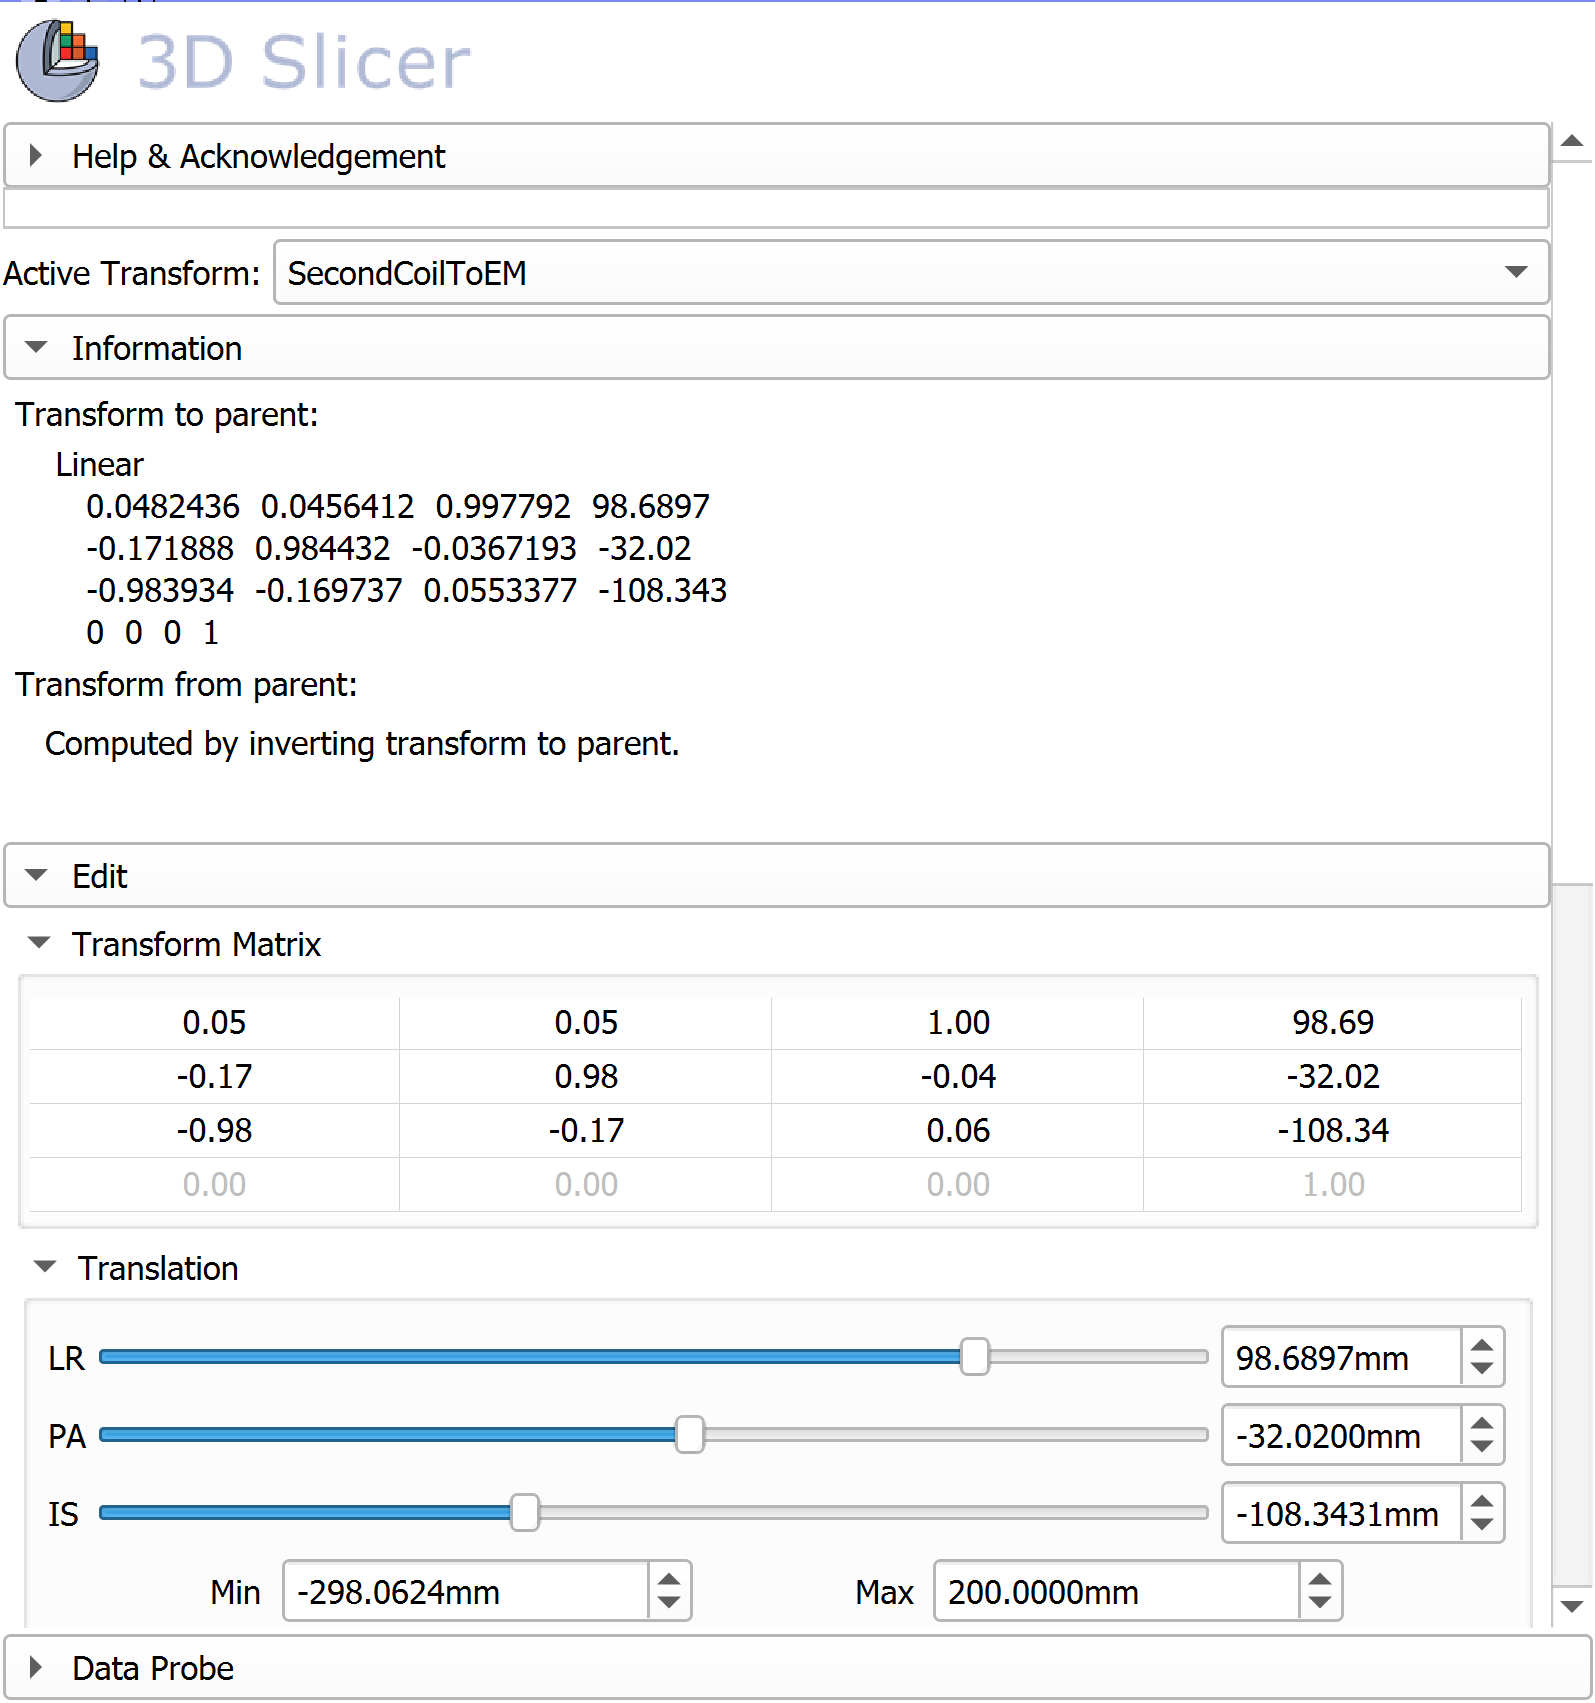 3D Slicer
Help & Acknowledgement
Active Transform: SecondCoilToEM
Information
Transform to parent:
Linear
0.0482436 0.0456412 0.997792 98.6897
-0.171888 0.984432 -0.0367193 -32.02
-0.983934 -0.169737 0.0553377 -108.343
0 0 0 1
Transform from parent:
Computed by inverting transform to parent.
Edit
Transform Matrix
0.05 0.05 1.00 98.69
-0.17 0.98 -0.04 -32.02
-0.98 -0.17 0.06 -108.34
0.00 0.00 0.00 1.00
Translation
LR 98.6897mm
PA -32.0200mm
IS -108.3431mm
Min -298.0624mm Max 200.0000mm
Data Probe